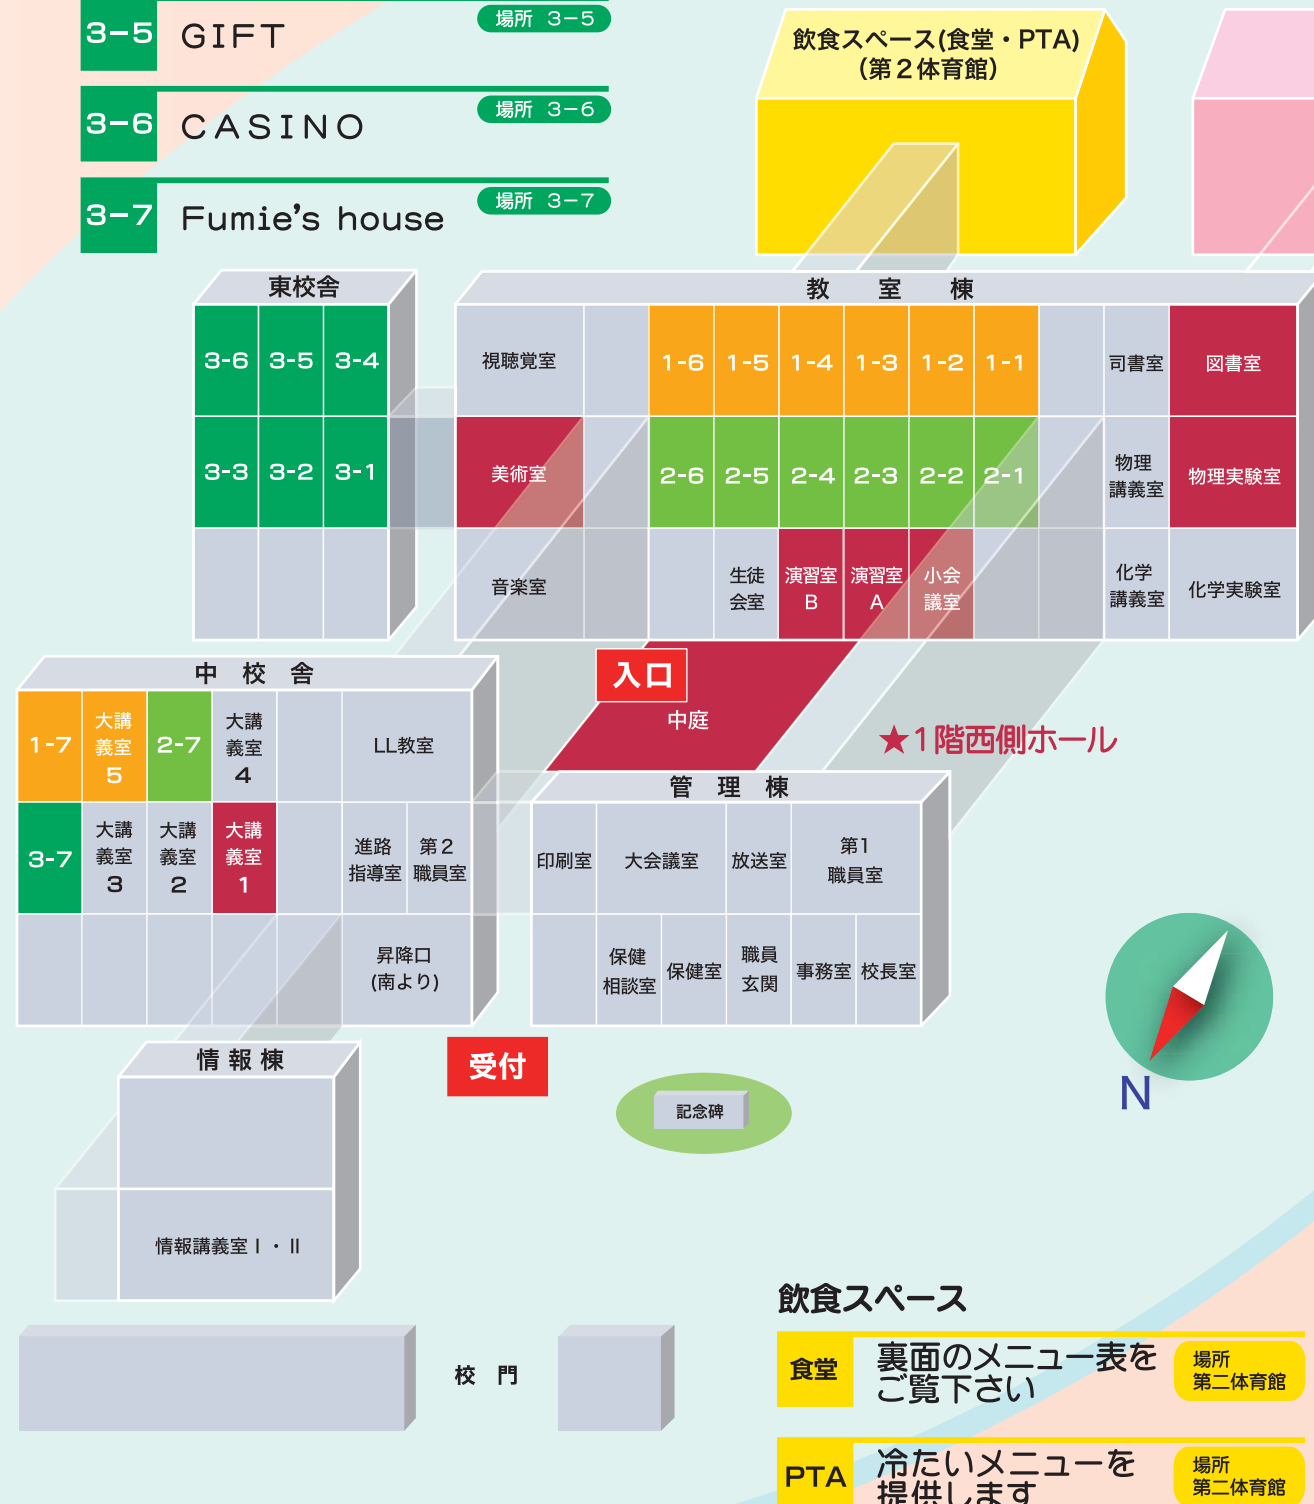 3-5 GIFT 場所 3-5
3-6 CASINO 場所 3-6
3-7 Fumie's house 場所 3-7
飲食スペース(食堂・PTA)
(第2体育館)
東校舎
3-6 3-5 3-4
3-3 3-2 3-1
教室棟
視聴覚室 1-6 1-5 1-4 1-3 1-2 1-1 司書室 図書室
美術室 2-6 2-5 2-4 2-3 2-2 2-1
物理
講義室
物理実験室
音楽室
生徒
会室
演習室
B
演習室
A
小会
議室
化学
講義室
化学実験室
入口
中庭
★1階西側ホール
中校舎
1-7
大講
義室
5
2-7
大講
義室
4
LL教室
3-7
大講
義室
3
大講
義室
2
大講
義室
1
進路
指導室
第2
職員室
昇降口
(南より)
管理棟
印刷室 大会議室 放送室
第1
職員室
保健
相談室
保健室
職員
玄関
事務室 校長室
情報棟
情報講義室Ⅰ・Ⅱ
受付
記念碑
N
校門
飲食スペース
食堂
裏面のメニュー表を
ご覧下さい
場所
第二体育館
PTA
冷たいメニューを
提供します
場所
第二体育館